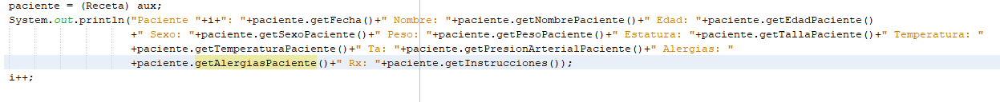 paciente = (Receta) aux;
System.out.println("Paciente "+i+": "+paciente.getFecha()+" Nombre: "+paciente.getNombrePaciente()+" Edad: "+paciente.getEdadPaciente()
+" Sexo: "+paciente.getSexoPaciente()+" Peso: "+paciente.getPesoPaciente()+" Estatura: "+paciente.getTallaPaciente()+" Temperatura: "
+paciente.getTemperaturaPaciente()+" Ta: "+paciente.getPresionArterialPaciente()+" Alergias: "
+paciente.getAlergiasPaciente()+" Rx: "+paciente.getInstrucciones());
i++;